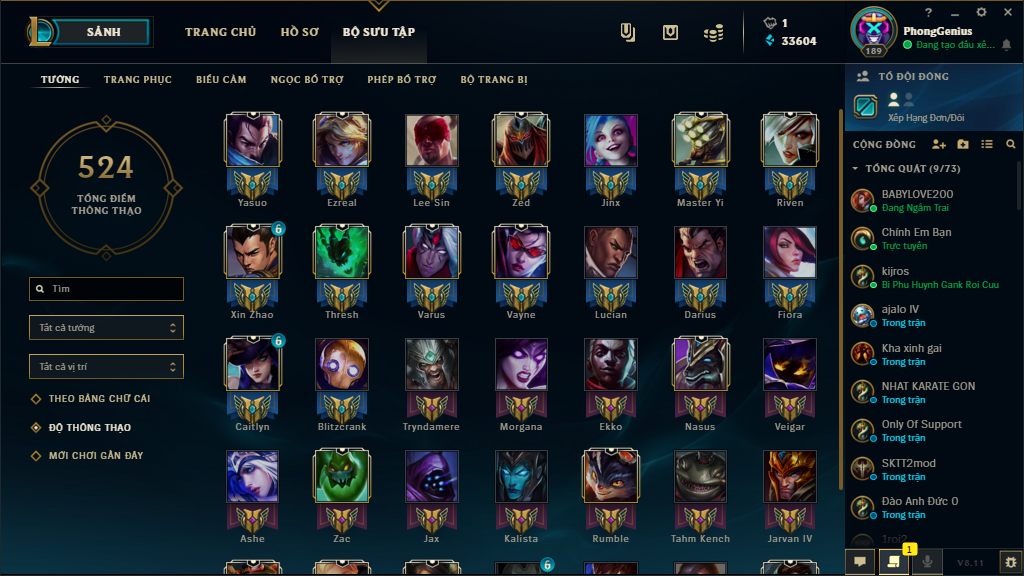 SẢNH
TRANG CHỦ
HỒ SƠ
BỘ SƯU TẬP
1
33604
189
PhongGenius
Đang tạo đấu xế...
TƯỚNG
TRANG PHỤC
BIỂU CẢM
NGỌC BỔ TRỢ
PHÉP BỔ TRỢ
BỘ TRANG BỊ
524
TỔNG ĐIỂM
THÔNG THẠO
Tìm
Tất cả tướng
Tất cả vị trí
THEO BẢNG CHỮ CÁI
ĐỘ THÔNG THẠO
MỚI CHƠI GẦN ĐÂY
Yasuo
Ezreal
Lee Sin
Zed
Jinx
Master Yi
Riven
6
Xin Zhao
Thresh
Varus
Vayne
Lucian
Darius
Fiora
6
Caitlyn
Blitzcrank
Tryndamere
Morgana
Ekko
Nasus
Veigar
Ashe
Zac
Jax
Kalista
Rumble
Tahm Kench
Jarvan IV
6
TỔ ĐỘI ĐÓNG
Xếp Hạng Đơn/Đôi
CỘNG ĐỒNG
TỔNG QUÁT (9/73)
BABYLOVE200
Đang Ngắm Trai
Chính Em Bạn
Trực tuyến
kijros
Bi Phu Huynh Gank Roi Cuu
ajalo IV
Trong trận
Kha xinh gai
Trong trận
NHAT KARATE GON
Trong trận
Only Of Support
Trong trận
SKTT2mod
Trong trận
Đào Anh Đức 0
Trong trận
1roi2
1
V8.11